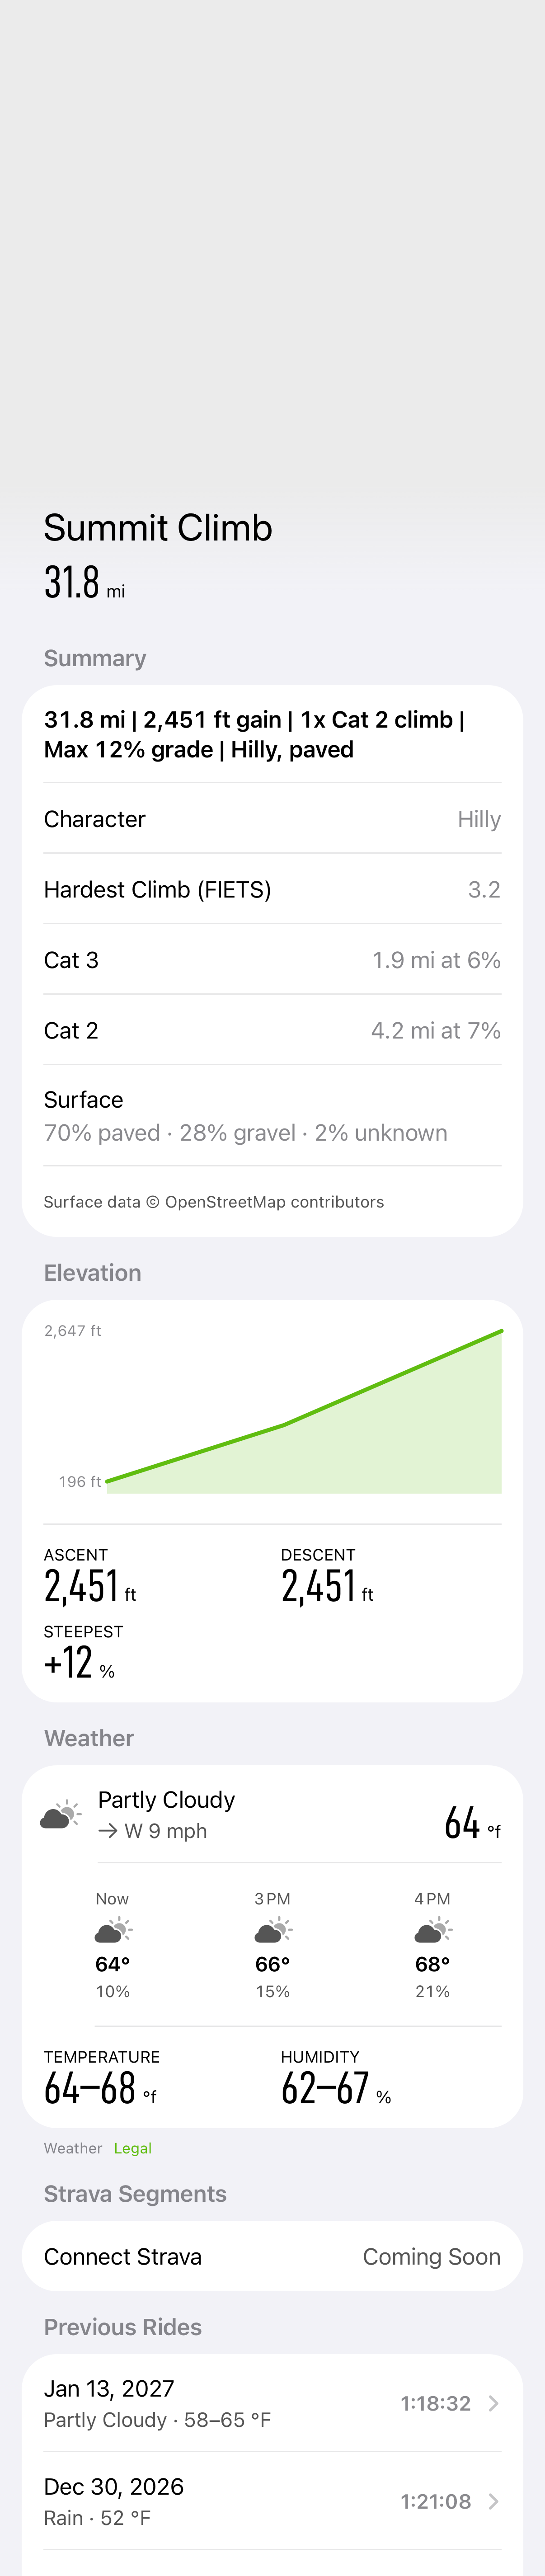 Summit Climb
31.8 mi
Summary
31.8 mi | 2,451 ft gain | 1x Cat 2 climb |
Max 12% grade | Hilly, paved
Character Hilly
Hardest Climb (FIETS) 3.2
Cat 3 1.9 mi at 6%
Cat 2 4.2 mi at 7%
Surface
70% paved · 28% gravel · 2% unknown
Surface data © OpenStreetMap contributors
Elevation
2,647 ft
196 ft
ASCENT DESCENT
2,451 ft 2,451 ft
STEEPEST
+12 %
Weather
Partly Cloudy
→ W 9 mph 64 °f
Now 3 PM 4 PM
64° 66° 68°
10% 15% 21%
TEMPERATURE HUMIDITY
64–68 °f 62–67 %
Weather Legal
Strava Segments
Connect Strava Coming Soon
Previous Rides
Jan 13, 2027 1:18:32
Partly Cloudy · 58–65 °F
Dec 30, 2026 1:21:08
Rain · 52 °F